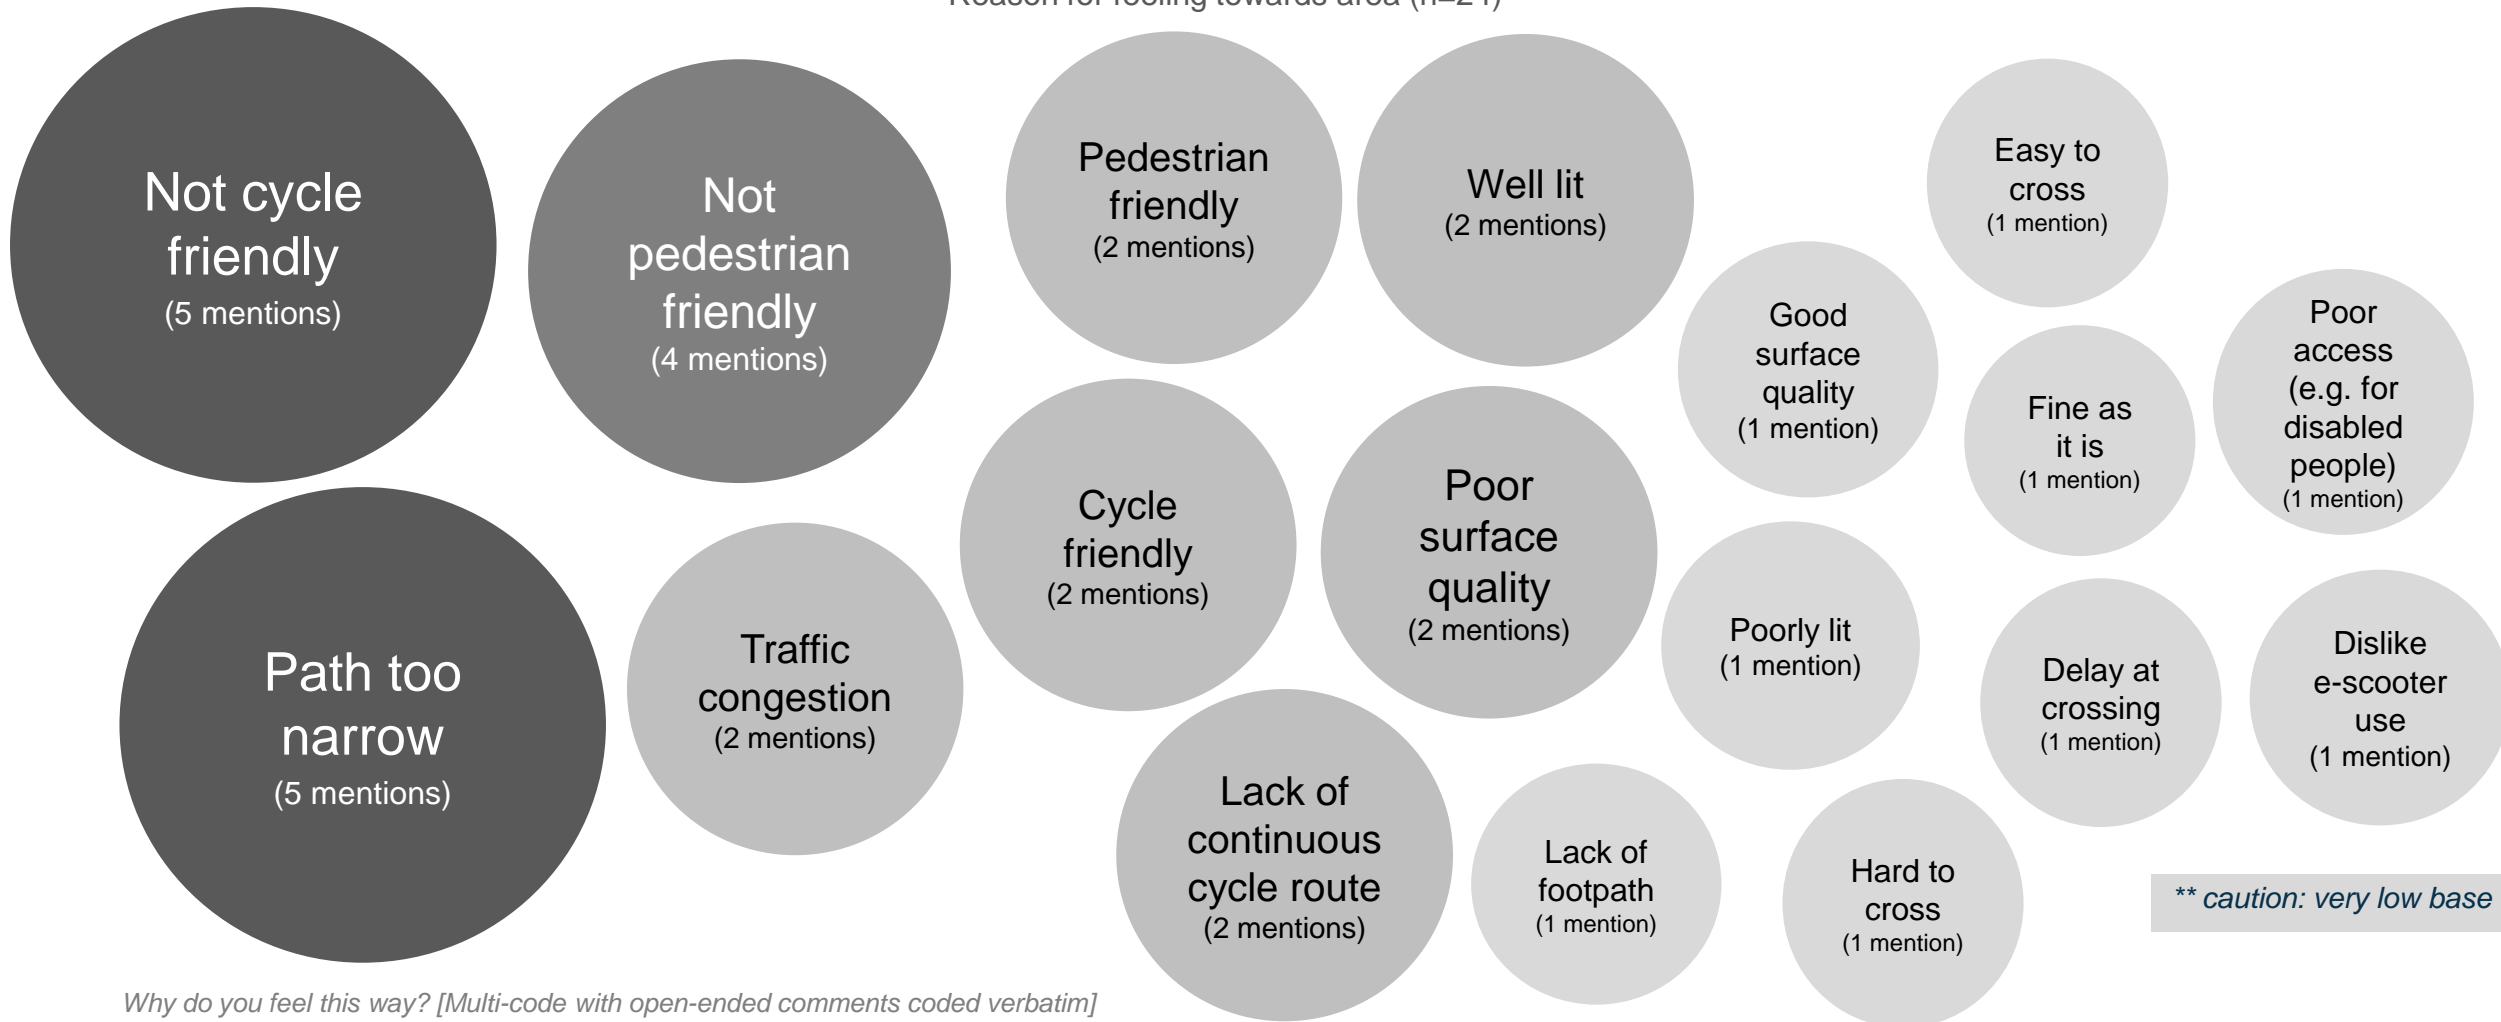 Reason for feeling towards area
Not cycle
friendly
(5 mentions)
Not
pedestrian
friendly
(4 mentions)
Pedestrian
friendly
(2 mentions)
Well lit
(2 mentions)
Easy to
cross
(1 mention)
Good
surface
quality
(1 mention)
Fine as
it is
(1 mention)
Poor
access
(e.g. for
disabled
people)
(1 mention)
Path too
narrow
(5 mentions)
Traffic
congestion
(2 mentions)
Cycle
friendly
(2 mentions)
Poor
surface
quality
(2 mentions)
Poorly lit
(1 mention)
Delay at
crossing
(1 mention)
Dislike
e-scooter
use
(1 mention)
Lack of
continuous
cycle route
(2 mentions)
Lack of
footpath
(1 mention)
Hard to
cross
(1 mention)
** caution: very low base
Why do you feel this way? [Multi-code with open-ended comments coded verbatim]